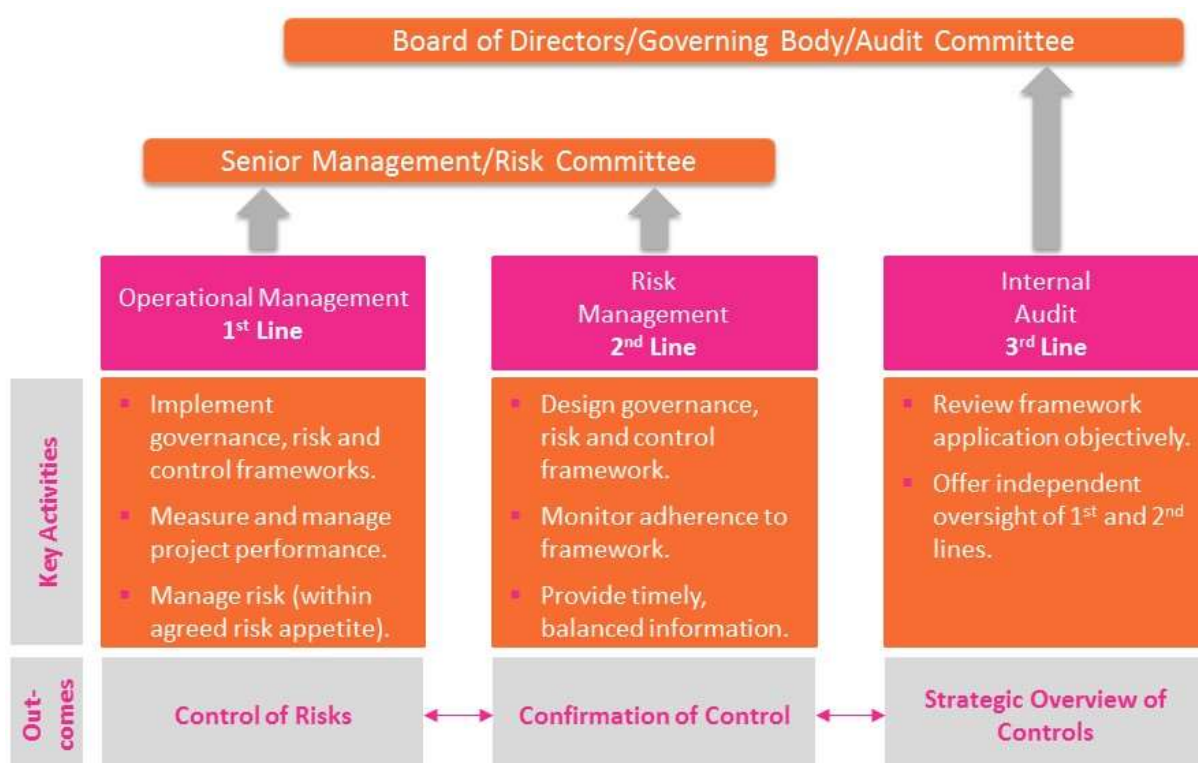 Board of Directors/Governing Body/Audit Committee
Senior Management/Risk Committee
Operational Management
1st Line
Risk
Management
2nd Line
Internal
Audit
3rd Line
Key Activities
▪ Implement
governance, risk and
control frameworks.
▪ Measure and manage
project performance.
▪ Manage risk (within
agreed risk appetite).
▪ Design governance,
risk and control
framework.
▪ Monitor adherence to
framework.
▪ Provide timely,
balanced information.
▪ Review framework
application objectively.
▪ Offer independent
oversight of 1st and 2nd
lines.
Out-
comes
Control of Risks
Confirmation of Control
Strategic Overview of
Controls